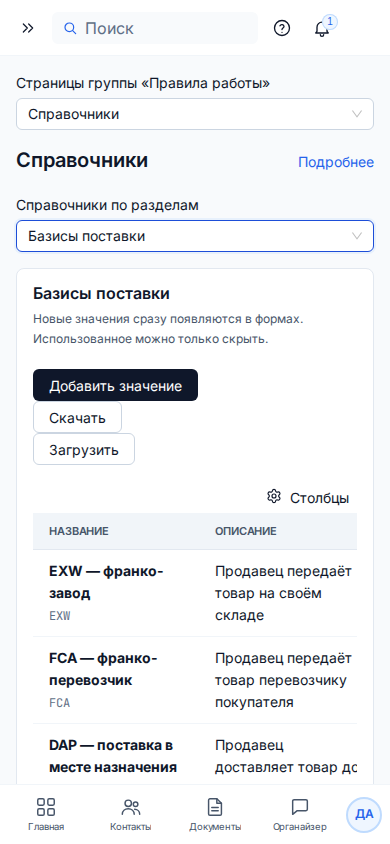 Поиск
1
Страницы группы «Правила работы»
Справочники
Справочники
Подробнее
Справочники по разделам
Базисы поставки
Базисы поставки
Новые значения сразу появляются в формах.
Использованное можно только скрыть.
Добавить значение
Скачать
Загрузить
Столбцы
НАЗВАНИЕ
ОПИСАНИЕ
EXW — франко-
завод
EXW
Продавец передаёт
товар на своём
складе
FCA — франко-
перевозчик
FCA
Продавец передаёт
товар перевозчику
покупателя
DAP — поставка в
месте назначения
Продавец
доставляет товар до
Главная
Контакты
Документы
Органайзер
ДА